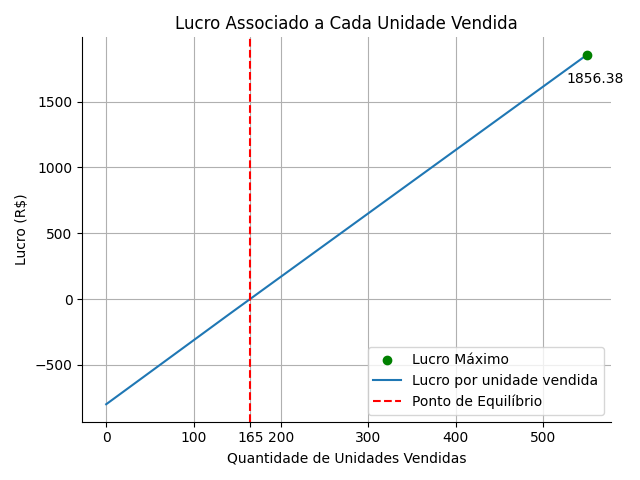 Lucro Associado a Cada Unidade Vendida
1856.38
1500
1000
500
0
−500
Lucro (R$)
Lucro Máximo
Lucro por unidade vendida
Ponto de Equilíbrio
0 100 165 200 300 400 500
Quantidade de Unidades Vendidas